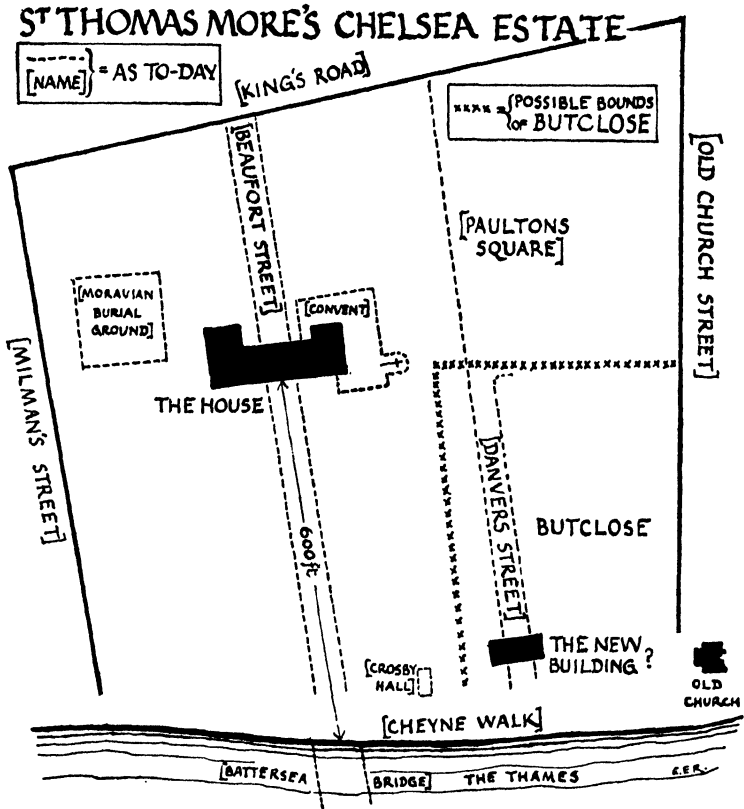 ST THOMAS MORE'S CHELSEA ESTATE
[NAME]} = AS TO-DAY
[KING'S ROAD]
xxxx = {POSSIBLE BOUNDS
OF BUTCLOSE
[BEAUFORT STREET]
[OLD CHURCH STREET]
[PAULTONS
SQUARE]
[MORAVIAN
BURIAL
GROUND]
[CONVENT]
[MILMAN'S STREET]
THE HOUSE
[DANVERS STREET]
BUTCLOSE
600ft
THE NEW
BUILDING?
[CROSBY
HALL]
OLD
CHURCH
[CHEYNE WALK]
[BATTERSEA BRIDGE]
THE THAMES
E.E.R.